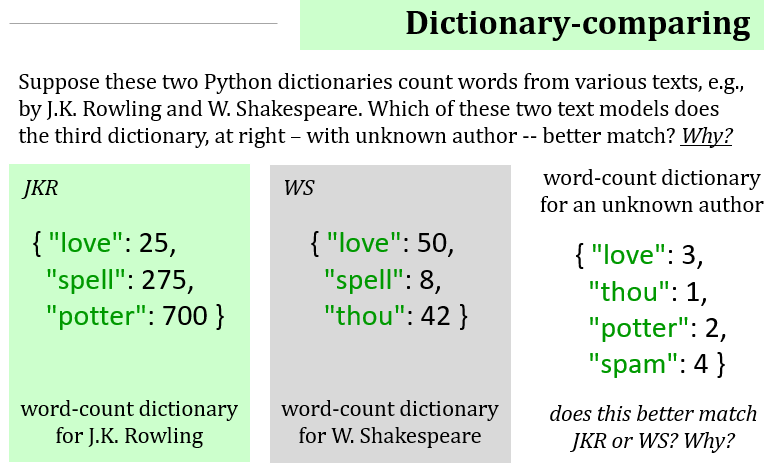 Dictionary-comparing
Suppose these two Python dictionaries count words from various texts, e.g.,
by J.K. Rowling and W. Shakespeare. Which of these two text models does
the third dictionary, at right – with unknown author -- better match? Why?
JKR
{ "love": 25,
"spell": 275,
"potter": 700 }
word-count dictionary
for J.K. Rowling
WS
{ "love": 50,
"spell": 8,
"thou": 42 }
word-count dictionary
for W. Shakespeare
word-count dictionary
for an unknown author
{ "love": 3,
"thou": 1,
"potter": 2,
"spam": 4 }
does this better match
JKR or WS? Why?